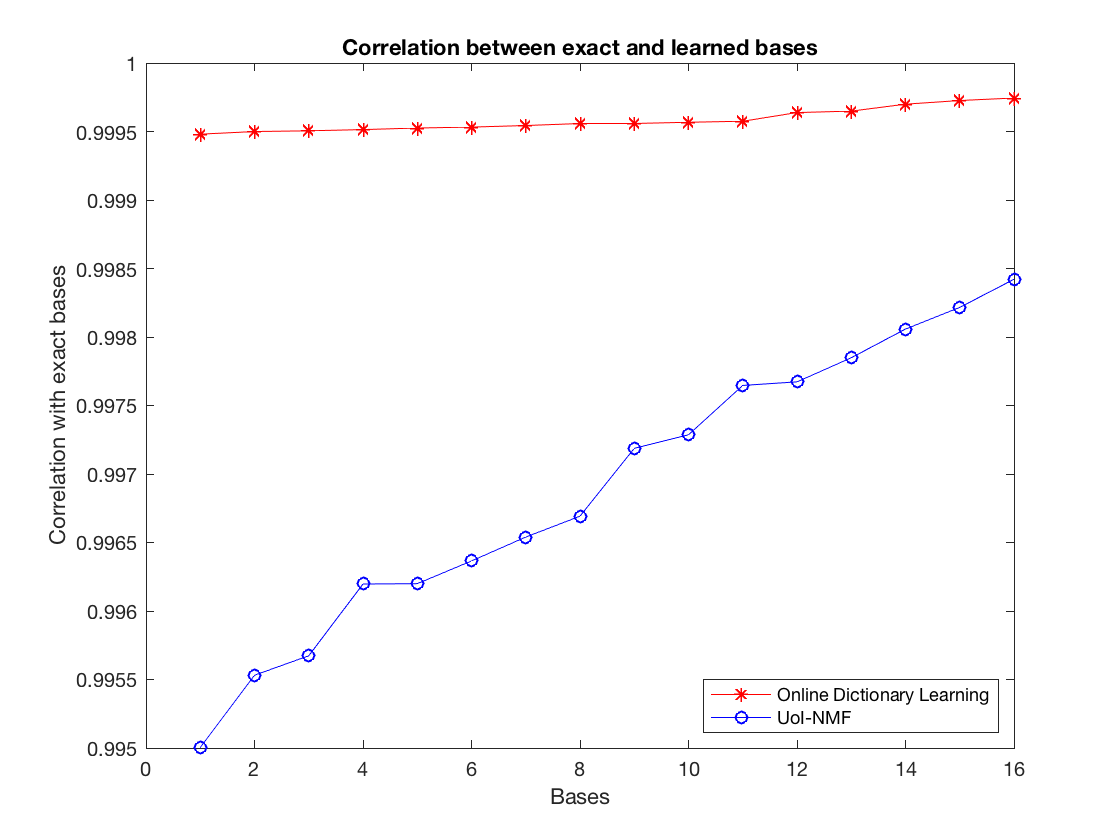 Correlation between exact and learned bases
Correlation with exact bases
1
0.9995
0.999
0.9985
0.998
0.9975
0.997
0.9965
0.996
0.9955
0.995
0 2 4 6 8 10 12 14 16
Bases
Online Dictionary Learning
UoI-NMF